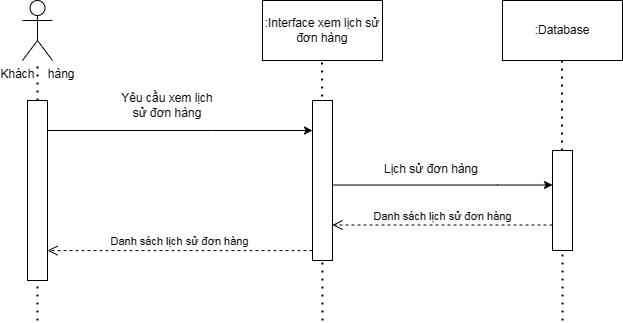 :Interface xem lịch sử
đơn hàng
:Database
Khách hàng
Yêu cầu xem lịch
sử đơn hàng
Lịch sử đơn hàng
Danh sách lịch sử đơn hàng
Danh sách lịch sử đơn hàng